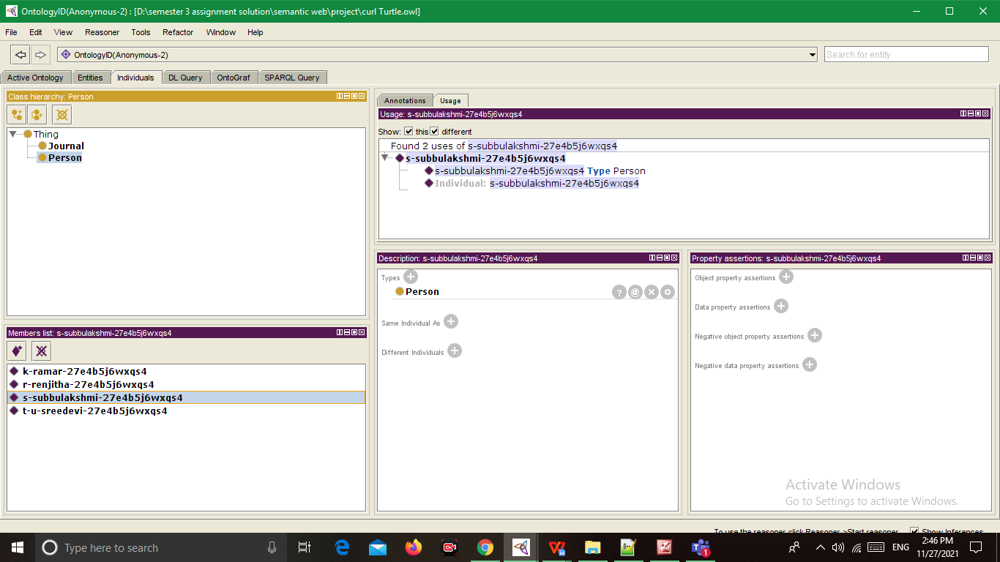 OntologyID(Anonymous-2) : [D:\semester 3 assignment solution\semantic web\project\curl Turtle.owl]
File Edit View Reasoner Tools Refactor Window Help
OntologyID(Anonymous-2)
Search for entity
Active Ontology Entities Individuals DL Query OntoGraf SPARQL Query
Class hierarchy: Person
Thing
Journal
Person
Members list: s-subbulakshmi-27e4b5j6wxqs4
k-ramar-27e4b5j6wxqs4
r-renjitha-27e4b5j6wxqs4
s-subbulakshmi-27e4b5j6wxqs4
t-u-sreedevi-27e4b5j6wxqs4
Annotations Usage
Usage: s-subbulakshmi-27e4b5j6wxqs4
Show: this different
Found 2 uses of s-subbulakshmi-27e4b5j6wxqs4
s-subbulakshmi-27e4b5j6wxqs4
s-subbulakshmi-27e4b5j6wxqs4 Type Person
Individual: s-subbulakshmi-27e4b5j6wxqs4
Description: s-subbulakshmi-27e4b5j6wxqs4
Types
Person
Same Individual As
Different Individuals
Property assertions: s-subbulakshmi-27e4b5j6wxqs4
Object property assertions
Data property assertions
Negative object property assertions
Negative data property assertions
Activate Windows
Go to Settings to activate Windows.
To use the reasoner click Reasoner->Start reasoner Show Inferences
Type here to search
ENG
2:46 PM
11/27/2021
1